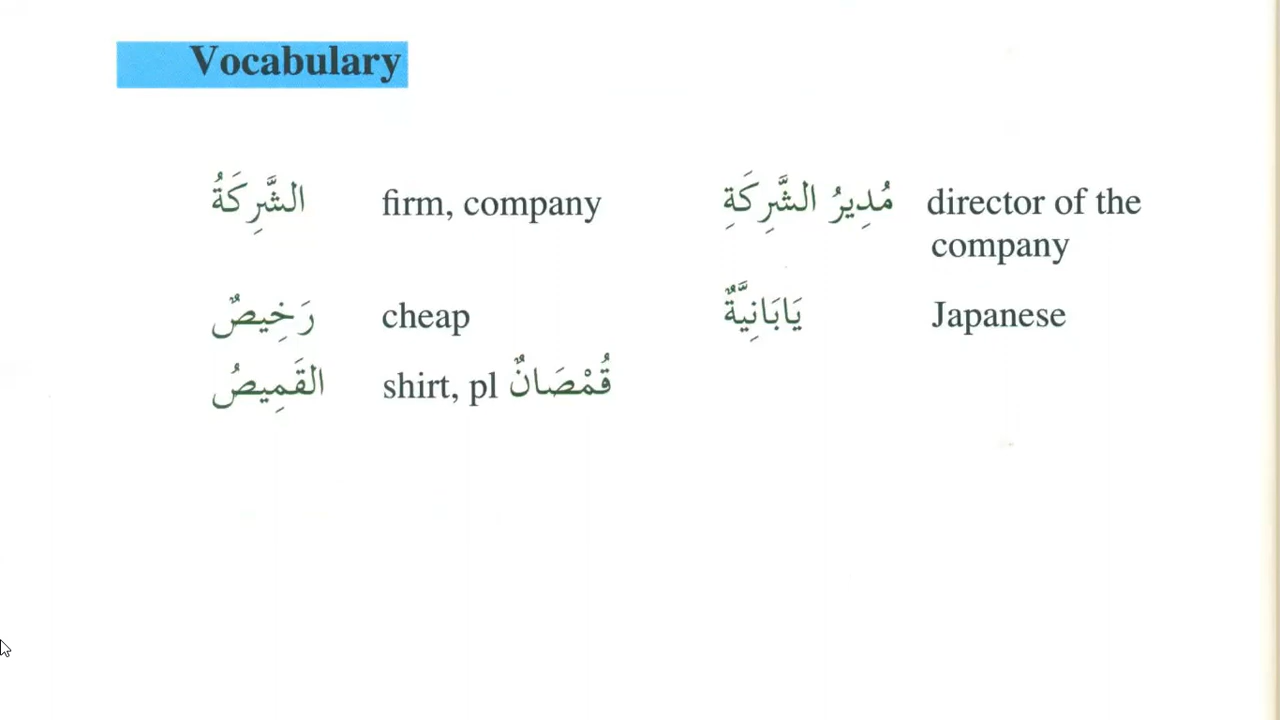 Vocabulary
الشَّرِكَةُ firm, company
مُدِيرُ الشَّرِكَةِ director of the
company
رَخِيصٌ cheap
يَابَانِيَّةٌ Japanese
القَمِيصُ shirt, pl قُمْصَانٌ